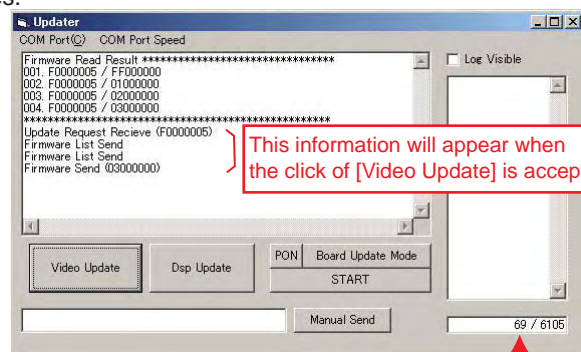 es.
Updater
COM Port(C) COM Port Speed
Firmware Read Result ***********************************
001. F0000005 / FF000000
002. F0000005 / 01000000
003. F0000005 / 02000000
004. F0000005 / 03000000
********************************************************
Update Request Recieve (F0000005)
Firmware List Send
Firmware List Send
Firmware Send (03000000)
Log Visible
This information will appear when
the click of [Video Update] is accep
Video Update
Dsp Update
PON
Board Update Mode
START
Manual Send
69 / 6105